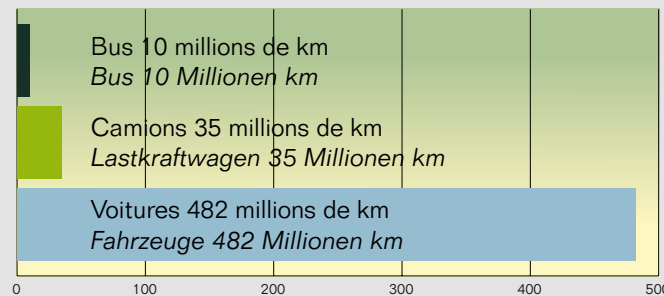 Bus 10 millions de km
Bus 10 Millionen km
Camions 35 millions de km
Lastkraftwagen 35 Millionen km
Voitures 482 millions de km
Fahrzeuge 482 Millionen km
0 100 200 300 400 500